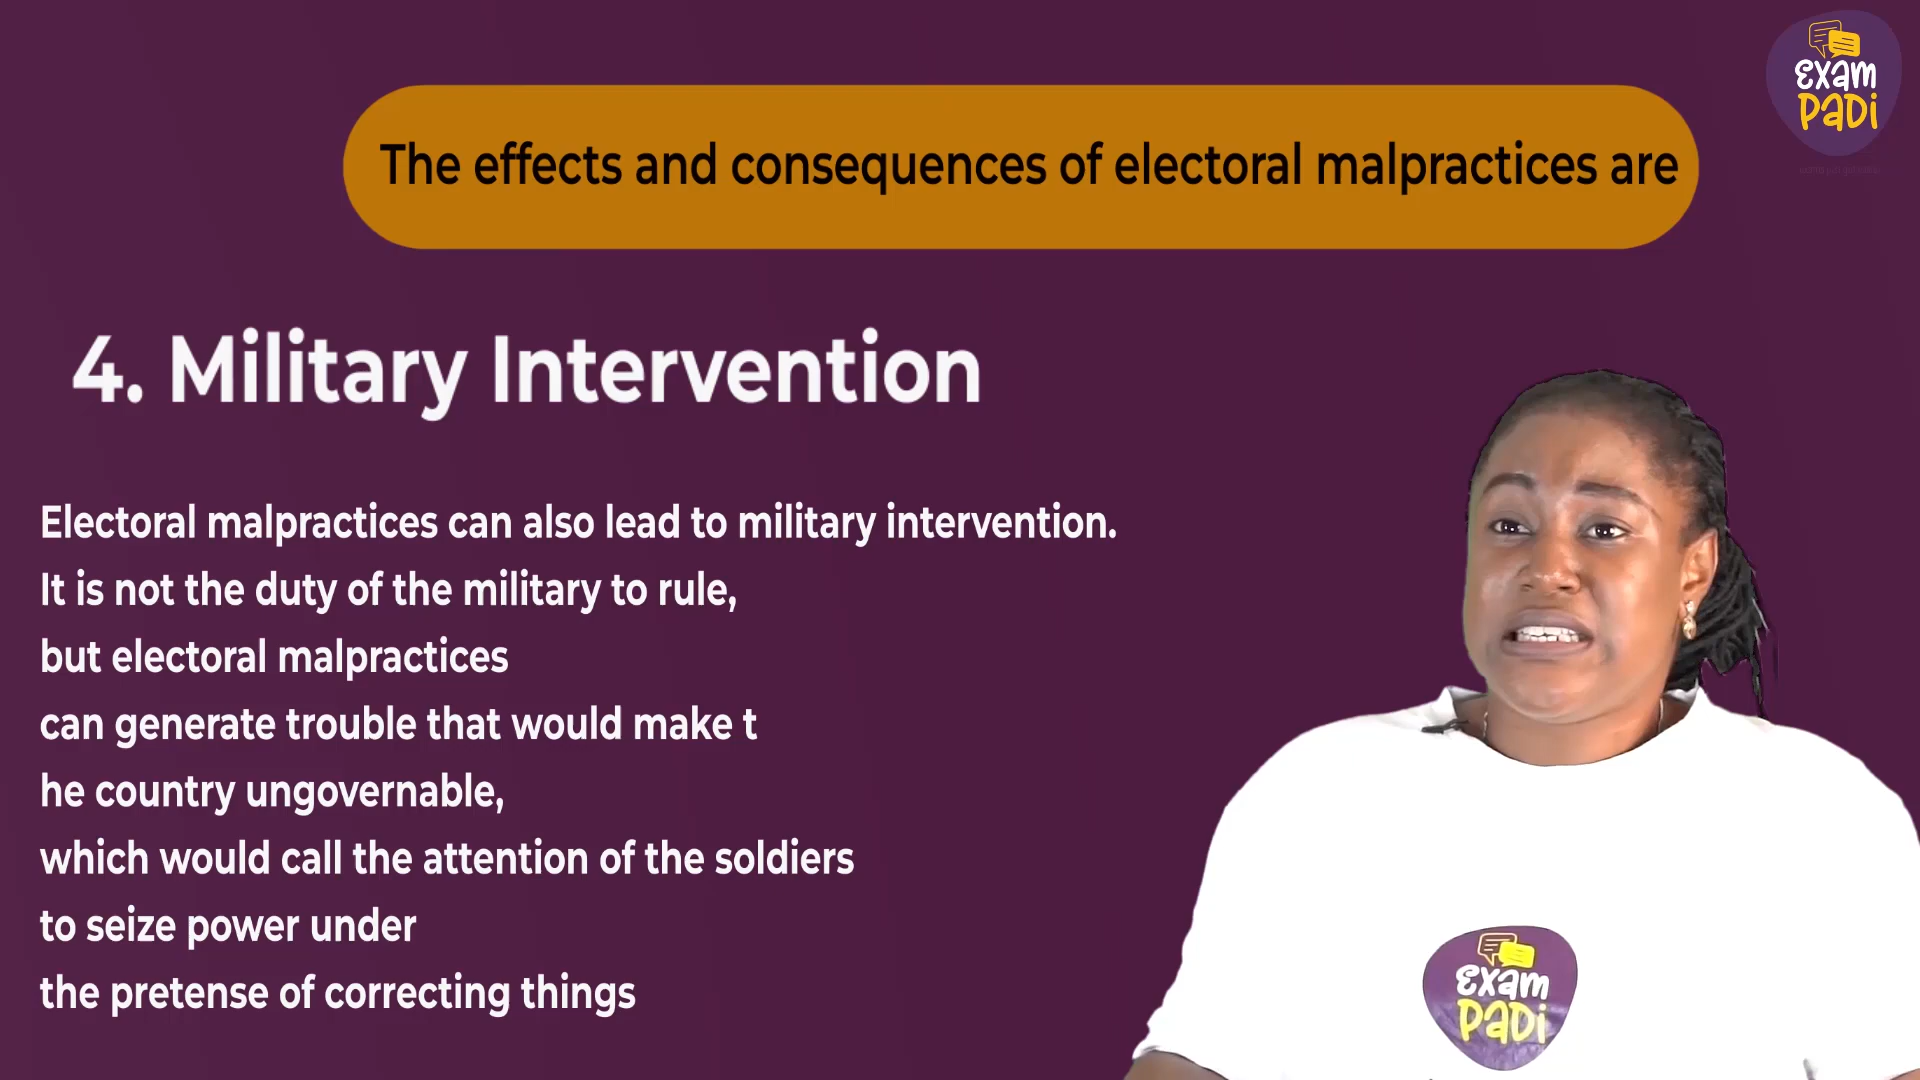 exam
PADI
The effects and consequences of electoral malpractices are
4. Military Intervention
Electoral malpractices can also lead to military intervention.
It is not the duty of the military to rule,
but electoral malpractices
can generate trouble that would make t
he country ungovernable,
which would call the attention of the soldiers
to seize power under
the pretense of correcting things
exam
PADI